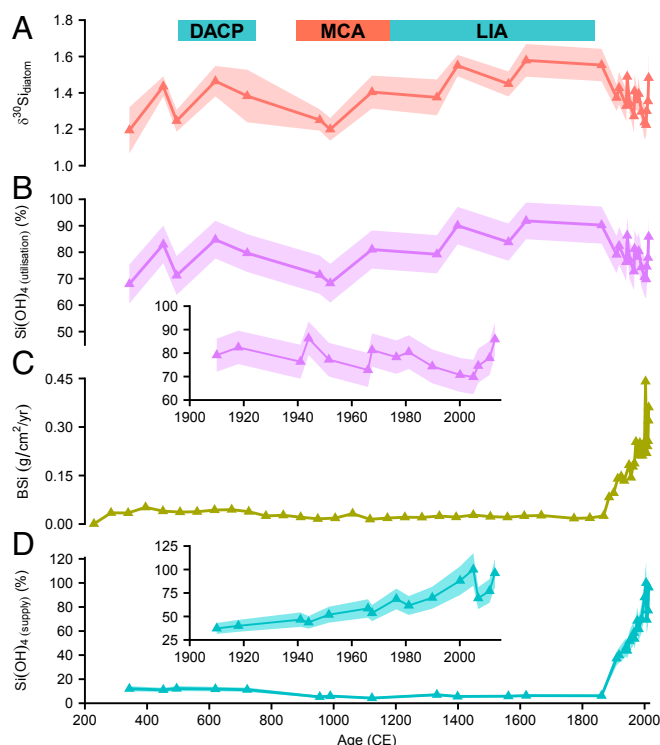 A
DACP MCA LIA
δ30Sidiatom
1.8
1.6
1.4
1.2
1.0
B
Si(OH)4 (utilisation) (%)
100
90
80
70
60
50
100
90
80
70
60
1900 1920 1940 1960 1980 2000
C
BSi (g/cm2/yr)
0.45
0.30
0.15
0.00
D
Si(OH)4 (supply) (%)
120
100
80
60
40
20
0
125
100
75
50
25
1900 1920 1940 1960 1980 2000
200 400 600 800 1000 1200 1400 1600 1800 2000
Age (CE)